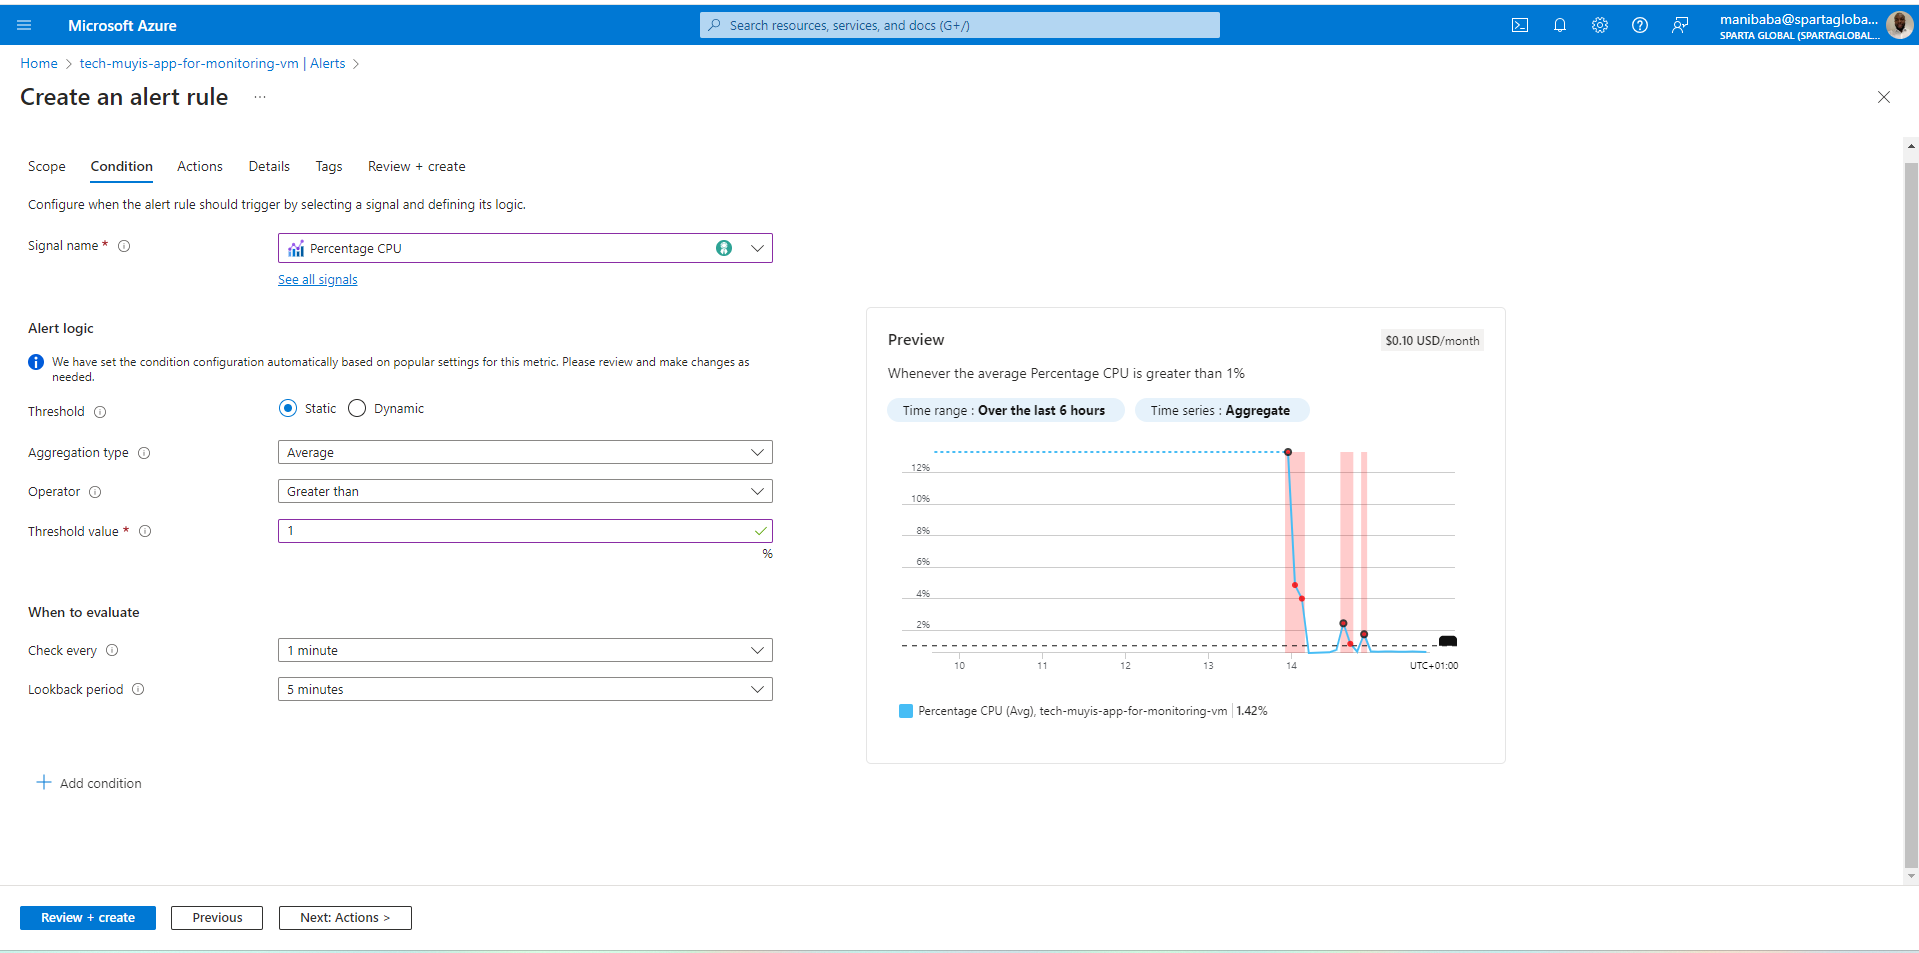 Microsoft Azure
Search resources, services, and docs (G+/)
manibaba@spartagloba...
SPARTA GLOBAL (SPARTAGLOBAL...
Home > tech-muyis-app-for-monitoring-vm | Alerts >
Create an alert rule ...
Scope Condition Actions Details Tags Review + create
Configure when the alert rule should trigger by selecting a signal and defining its logic.
Signal name *
Percentage CPU
See all signals
Alert logic
We have set the condition configuration automatically based on popular settings for this metric. Please review and make changes as
needed.
Threshold
Static Dynamic
Aggregation type
Average
Operator
Greater than
Threshold value *
1
%
When to evaluate
Check every
1 minute
Lookback period
5 minutes
Add condition
Preview
$0.10 USD/month
Whenever the average Percentage CPU is greater than 1%
Time range : Over the last 6 hours
Time series : Aggregate
12%
10%
8%
6%
4%
2%
10 11 12 13 14 UTC+01:00
Percentage CPU (Avg), tech-muyis-app-for-monitoring-vm | 1.42%
Review + create
Previous
Next: Actions >